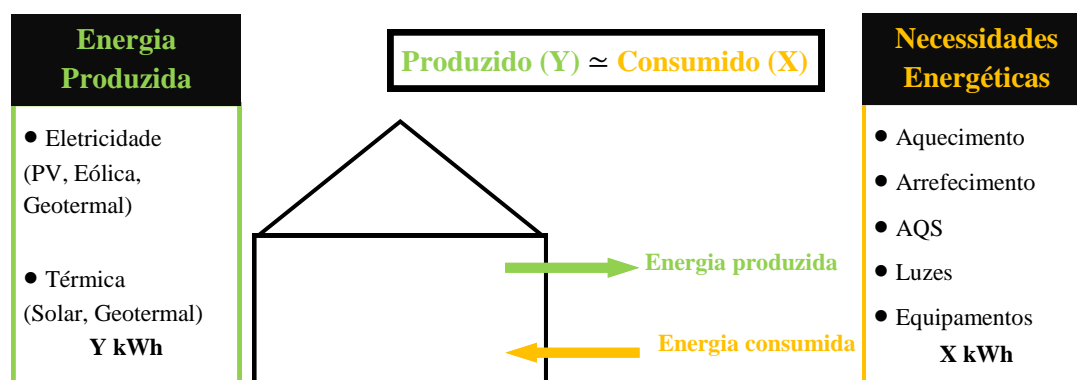 Energia
Produzida
• Eletricidade
(PV, Eólica,
Geotermal)
• Térmica
(Solar, Geotermal)
Y kWh
Produzido (Y) ≃ Consumido (X)
Energia produzida
Energia consumida
Necessidades
Energéticas
• Aquecimento
• Arrefecimento
• AQS
• Luzes
• Equipamentos
X kWh